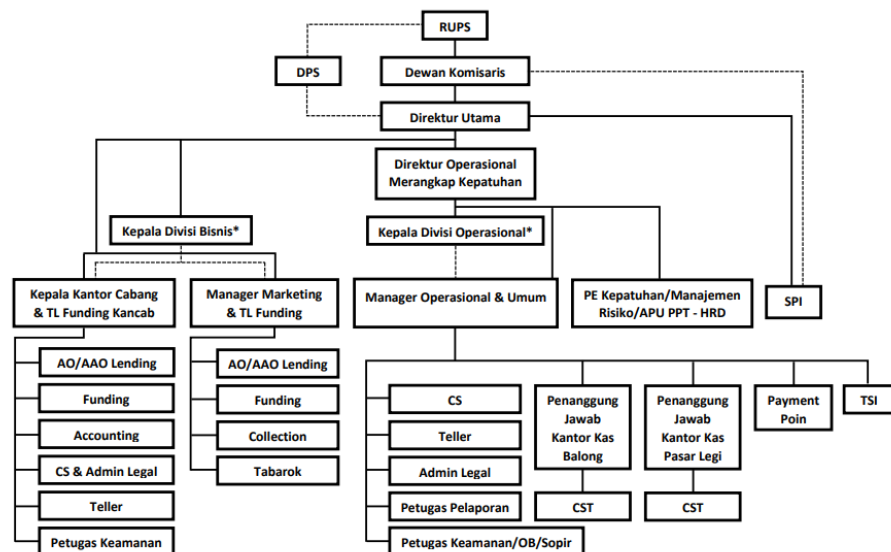 RUPS
DPS
Dewan Komisaris
Direktur Utama
Direktur Operasional
Merangkap Kepatuhan
Kepala Divisi Bisnis*
Kepala Divisi Operasional*
Kepala Kantor Cabang
& TL Funding Kancab
Manager Marketing
& TL Funding
Manager Operasional & Umum
PE Kepatuhan/Manajemen
Risiko/APU PPT - HRD
SPI
AO/AAO Lending
Funding
Accounting
CS & Admin Legal
Teller
Petugas Keamanan
AO/AAO Lending
Funding
Collection
Tabarok
CS
Teller
Admin Legal
Petugas Pelaporan
Petugas Keamanan/OB/Sopir
Penanggung
Jawab
Kantor Kas
Balong
CST
Penanggung
Jawab
Kantor Kas
Pasar Legi
CST
Payment
Poin
TSI